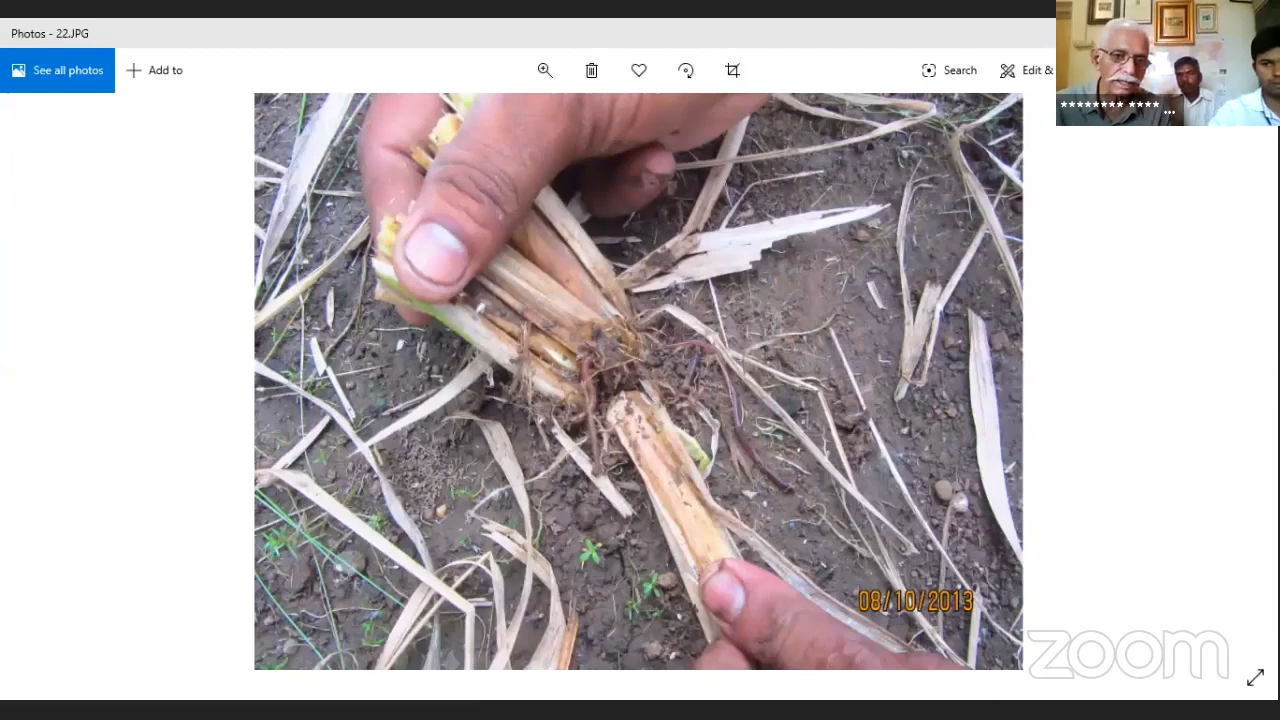 Photos - 22.JPG
See all photos
Add to
Search
Edit &
******** **** ...
08/10/2013
zoom